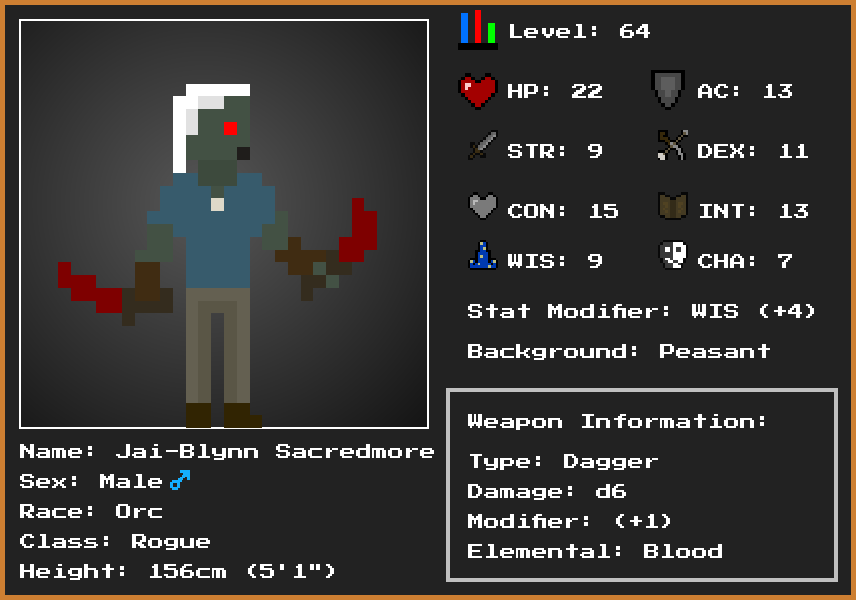 Level: 64
HP: 22
AC: 13
STR: 9
DEX: 11
CON: 15
INT: 13
WIS: 9
CHA: 7
Stat Modifier: WIS (+4)
Background: Peasant
Weapon Information:
Type: Dagger
Damage: d6
Modifier: (+1)
Elemental: Blood
Name: Jai-Blynn Sacredmore
Sex: Male ♂
Race: Orc
Class: Rogue
Height: 156cm (5'1")